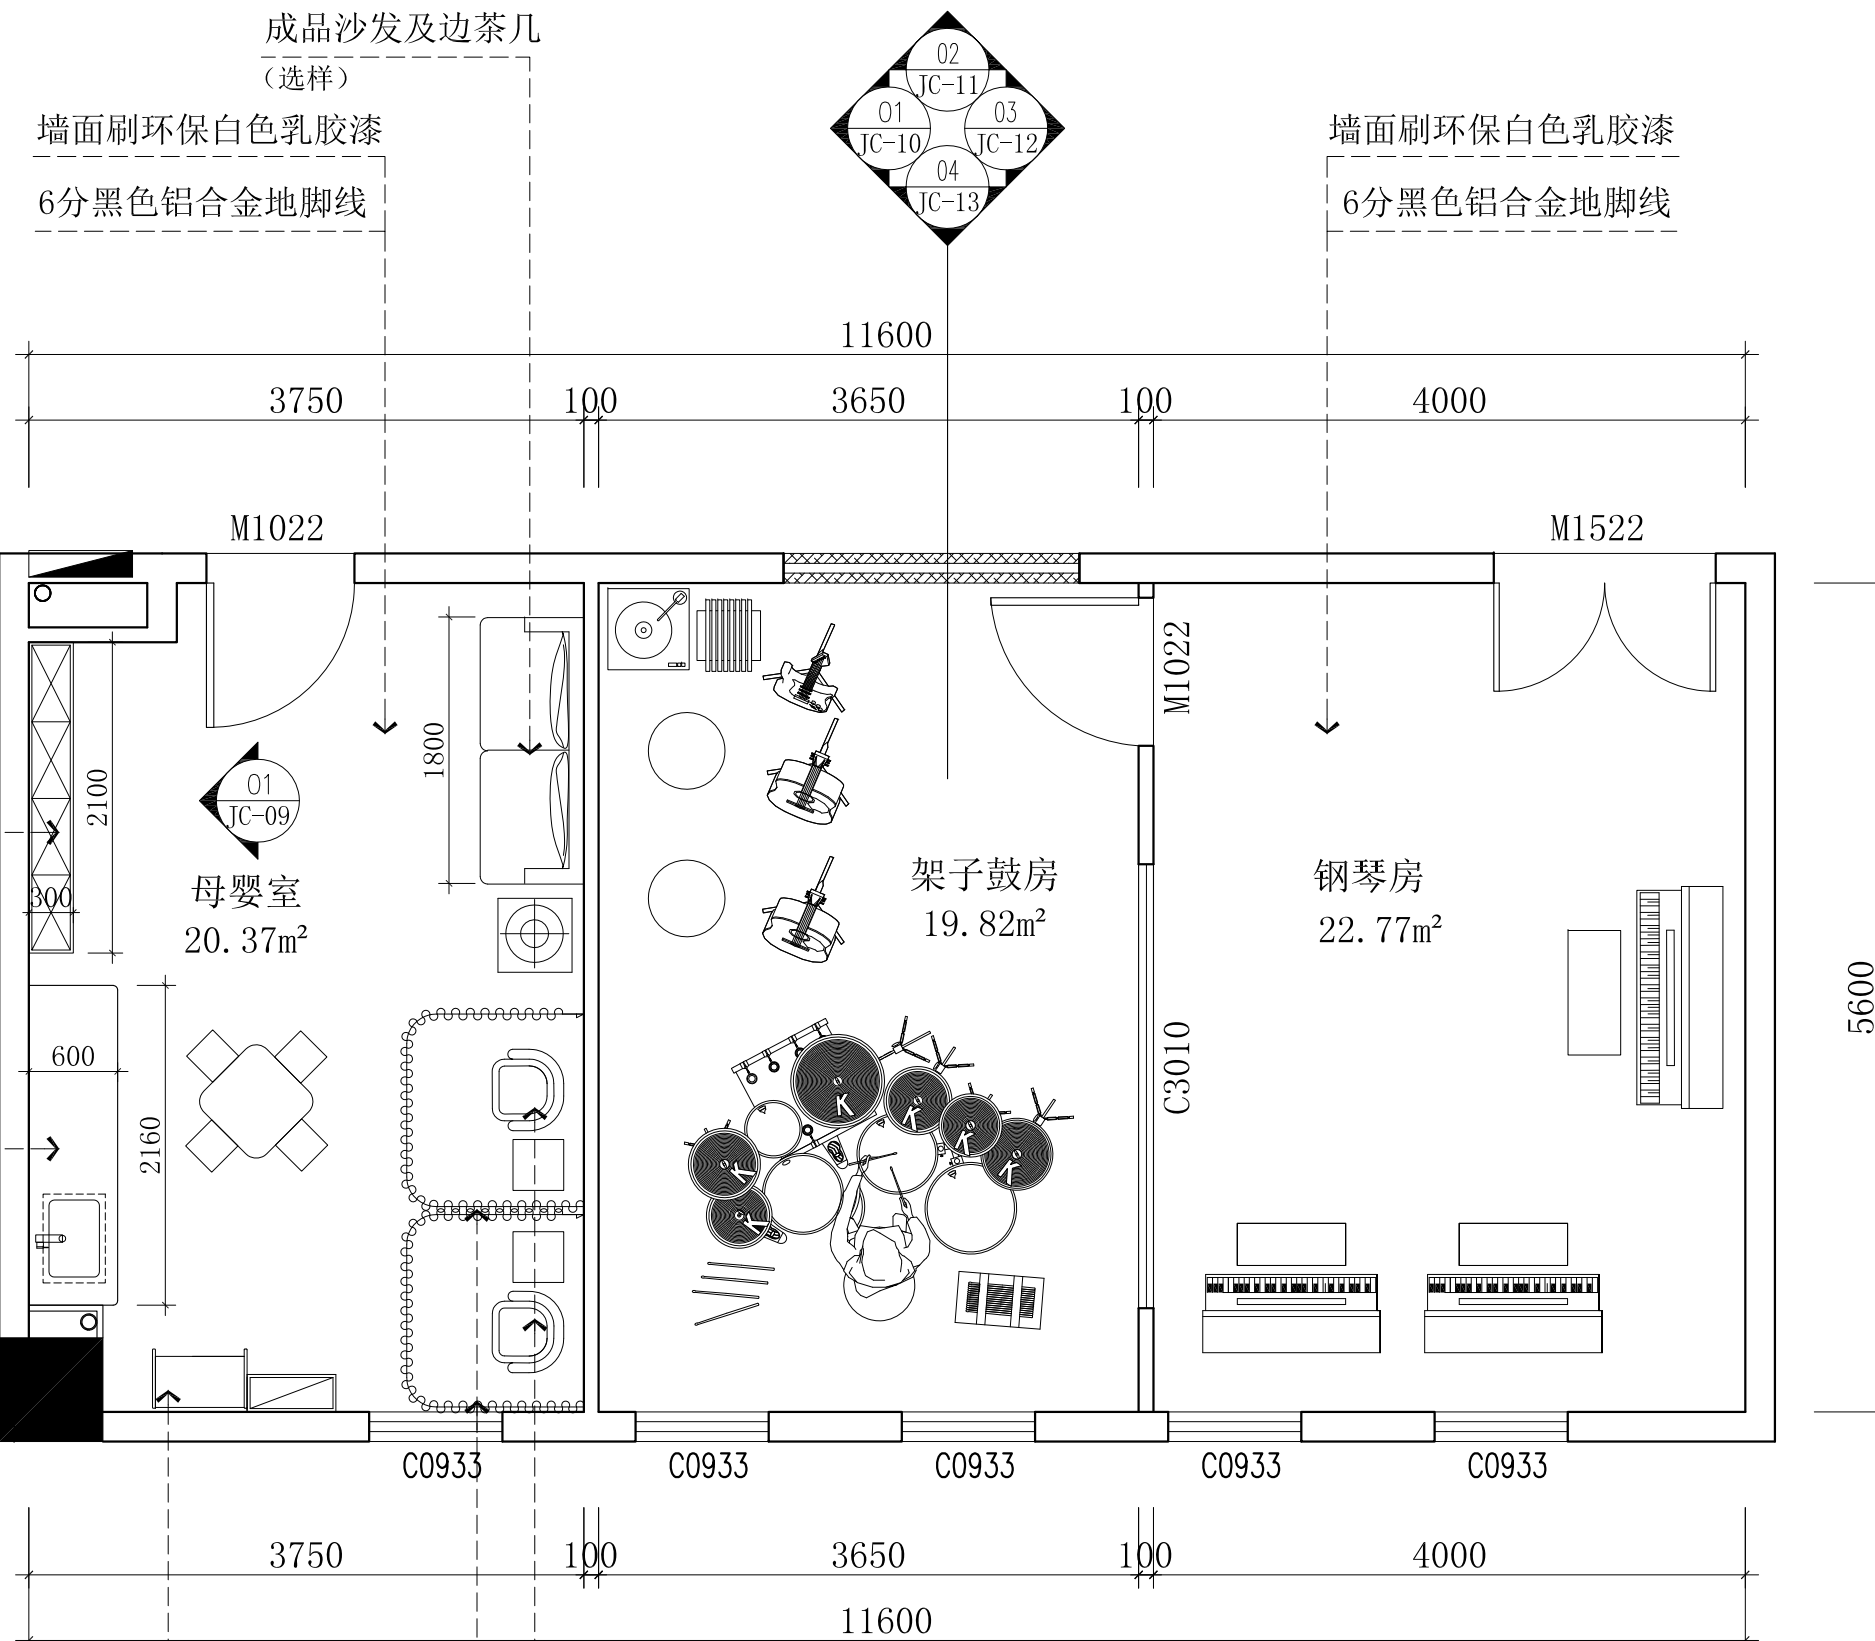 成品沙发及边茶几
（选样）
墙面刷环保白色乳胶漆
6分黑色铝合金地脚线
02
JC-11
01
JC-10
03
JC-12
04
JC-13
墙面刷环保白色乳胶漆
6分黑色铝合金地脚线
11600
3750
100
3650
100
4000
M1022
M1522
M1022
1800
2100
01
JC-09
300
母婴室
20.37m²
架子鼓房
19.82m²
钢琴房
22.77m²
5600
600
2160
C3010
K
K
K
K
K
K
C0933
C0933
C0933
C0933
C0933
3750
100
3650
100
4000
11600